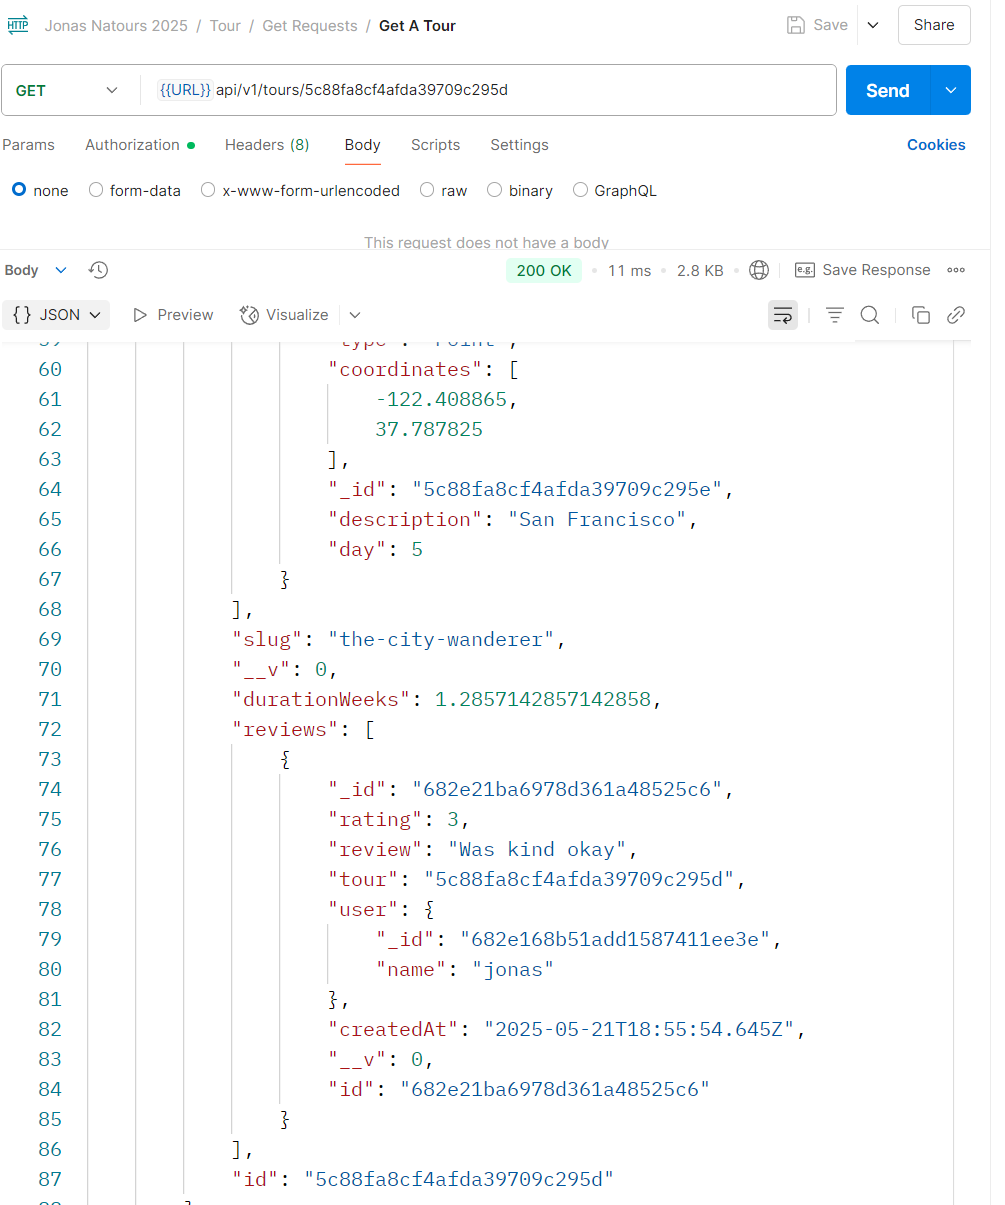 HTTP Jonas Natours 2025 / Tour / Get Requests / Get A Tour Save Share
GET {{URL}} api/v1/tours/5c88fa8cf4afda39709c295d Send
Params Authorization Headers (8) Body Scripts Settings Cookies
none form-data x-www-form-urlencoded raw binary GraphQL
This request does not have a body
Body 200 OK 11 ms 2.8 KB e.g. Save Response
{} JSON Preview Visualize
59 "type": "Point",
60 "coordinates": [
61 -122.408865,
62 37.787825
63 ],
64 "_id": "5c88fa8cf4afda39709c295e",
65 "description": "San Francisco",
66 "day": 5
67 }
68 ],
69 "slug": "the-city-wanderer",
70 "__v": 0,
71 "durationWeeks": 1.2857142857142858,
72 "reviews": [
73 {
74 "_id": "682e21ba6978d361a48525c6",
75 "rating": 3,
76 "review": "Was kind okay",
77 "tour": "5c88fa8cf4afda39709c295d",
78 "user": {
79 "_id": "682e168b51add1587411ee3e",
80 "name": "jonas"
81 },
82 "createdAt": "2025-05-21T18:55:54.645Z",
83 "__v": 0,
84 "id": "682e21ba6978d361a48525c6"
85 }
86 ],
87 "id": "5c88fa8cf4afda39709c295d"